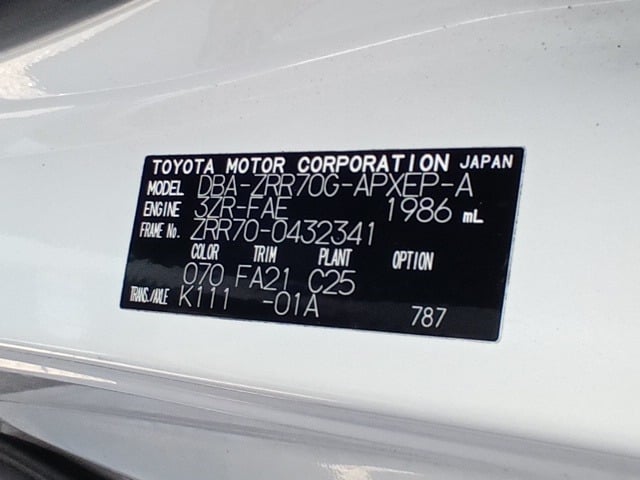 TOYOTA MOTOR CORPORATION JAPAN
MODEL DBA-ZRR70G-APXEP-A
ENGINE 3ZR-FAE 1986 mL
FRAME No. ZRR70-0432341
COLOR TRIM PLANT OPTION
070 FA21 C25
TRANS./AXLE K111 -01A
787